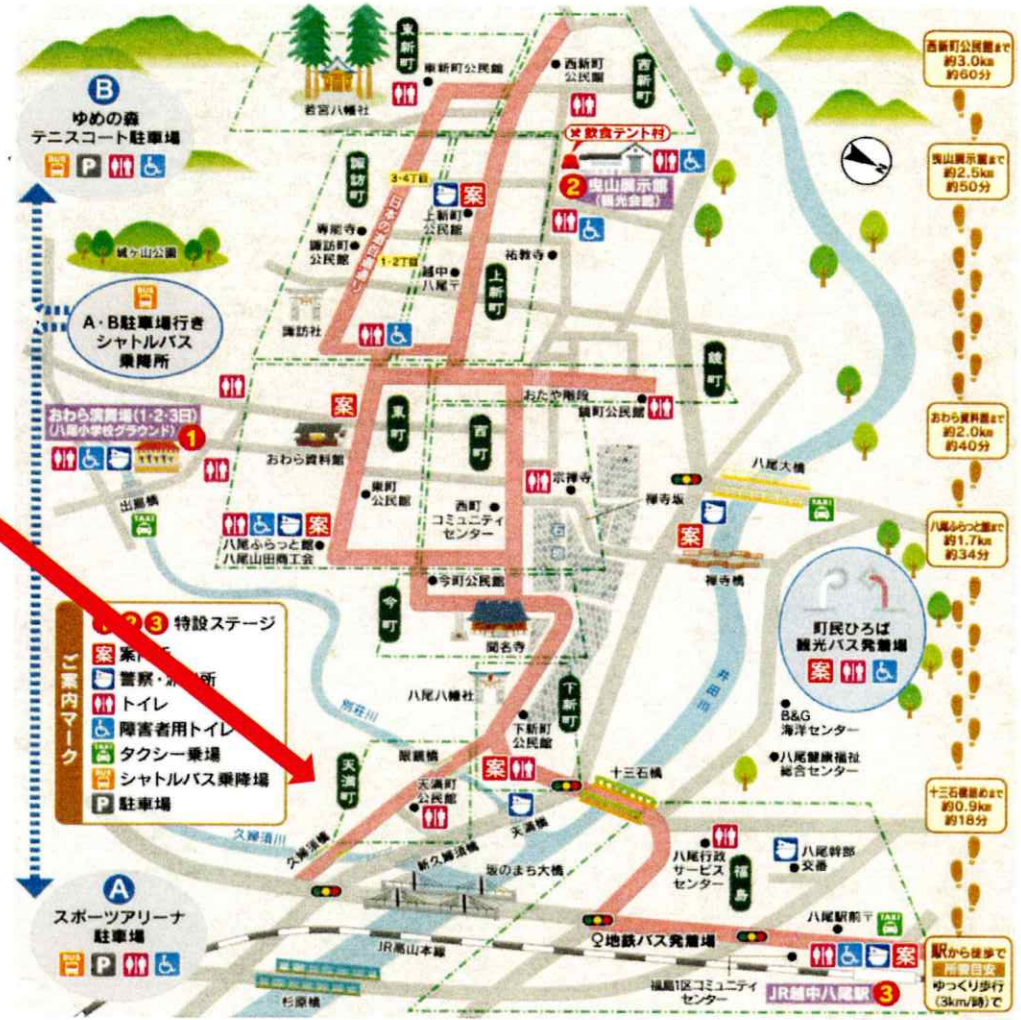 B
ゆめの森
テニスコート駐車場
BUS
P
城ヶ山公園
BUS
A・B駐車場行き
シャトルバス
乗降所
おわら演舞場(1・2・3日)
(八尾小学校グラウンド)
1
出鳳橋
TAXI
若宮八幡社
東新町
東新町公民館
西新町
公民館
西新町
飲食テント村
2
曳山展示館
(観光会館)
諏訪町
3・4丁目
日本の道百選通り
案
上新町
公民館
専能寺
諏訪町
公民館
1・2丁目
越中
八尾〒
祐教寺
上新町
諏訪社
鏡町
おたや階段
鏡町公民館
案
おわら資料館
東町
西町
東町
公民館
西町
コミュニティ
センター
宗禅寺
禅寺坂
石垣
八尾大橋
TAXI
案
禅寺橋
案
八尾ふらっと館
八尾山田商工会
今町公民館
今町
聞名寺
八尾八幡社
下新町
下新町
公民館
別荘川
井田川
町民ひろば
観光バス発着場
案
B&G
海洋センター
八尾健康福祉
総合センター
ご案内マーク
3
特設ステージ
案
警察・
トイレ
障害者用トイレ
TAXI
タクシー乗場
BUS
シャトルバス乗降場
P
駐車場
天満町
眼鏡橋
天満町
公民館
案
天満橋
十三石橋
久婦須川
久婦須橋
新久婦須橋
坂のまち大橋
八尾行政
サービス
センター
福島
八尾幹部
交番
八尾駅前〒
TAXI
地鉄バス発着場
JR高山本線
杉原橋
福島1区コミュニティ
センター
案
JR越中八尾駅
3
A
スポーツアリーナ
駐車場
BUS
P
西新町公民館まで
約3.0km
約60分
曳山展示館まで
約2.5km
約50分
おわら資料館まで
約2.0km
約40分
八尾ふらっと館まで
約1.7km
約34分
十三石橋詰めまで
約0.9km
約18分
駅から徒歩で
所要目安
ゆっくり歩行
(3km/時)で